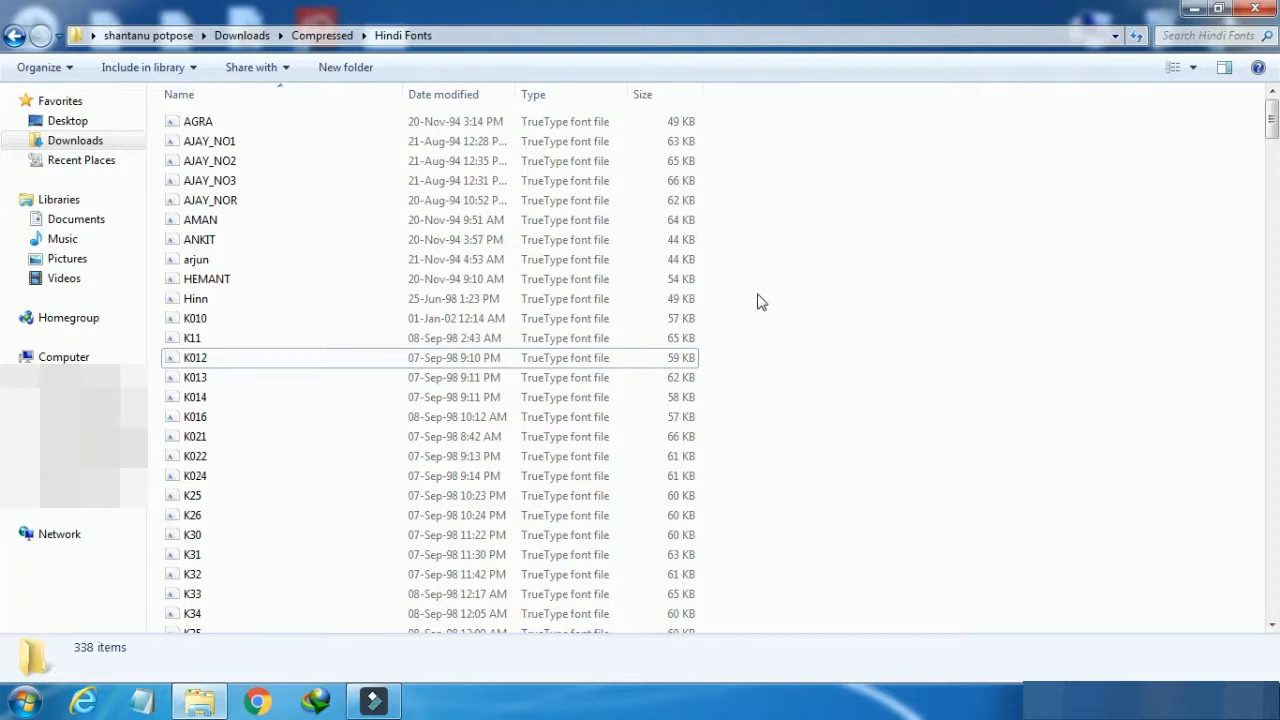 shantanu potpose Downloads Compressed Hindi Fonts Search Hindi Fonts
Organize Include in library Share with New folder
Favorites
Desktop
Downloads
Recent Places
Libraries
Documents
Music
Pictures
Videos
Homegroup
Computer
Network
Name Date modified Type Size
AGRA 20-Nov-94 3:14 PM TrueType font file 49 KB
AJAY_NO1 21-Aug-94 12:28 P... TrueType font file 63 KB
AJAY_NO2 21-Aug-94 12:35 P... TrueType font file 65 KB
AJAY_NO3 21-Aug-94 12:31 P... TrueType font file 66 KB
AJAY_NOR 20-Aug-94 10:52 P... TrueType font file 62 KB
AMAN 20-Nov-94 9:51 AM TrueType font file 64 KB
ANKIT 20-Nov-94 3:57 PM TrueType font file 44 KB
arjun 21-Nov-94 4:53 AM TrueType font file 44 KB
HEMANT 20-Nov-94 9:10 AM TrueType font file 54 KB
Hinn 25-Jun-98 1:23 PM TrueType font file 49 KB
K010 01-Jan-02 12:14 AM TrueType font file 57 KB
K11 08-Sep-98 2:43 AM TrueType font file 65 KB
K012 07-Sep-98 9:10 PM TrueType font file 59 KB
K013 07-Sep-98 9:11 PM TrueType font file 62 KB
K014 07-Sep-98 9:11 PM TrueType font file 58 KB
K016 08-Sep-98 10:12 AM TrueType font file 57 KB
K021 07-Sep-98 8:42 AM TrueType font file 66 KB
K022 07-Sep-98 9:13 PM TrueType font file 61 KB
K024 07-Sep-98 9:14 PM TrueType font file 61 KB
K25 07-Sep-98 10:23 PM TrueType font file 60 KB
K26 07-Sep-98 10:24 PM TrueType font file 60 KB
K30 07-Sep-98 11:22 PM TrueType font file 60 KB
K31 07-Sep-98 11:30 PM TrueType font file 63 KB
K32 07-Sep-98 11:42 PM TrueType font file 61 KB
K33 08-Sep-98 12:17 AM TrueType font file 65 KB
K34 08-Sep-98 12:05 AM TrueType font file 60 KB
338 items